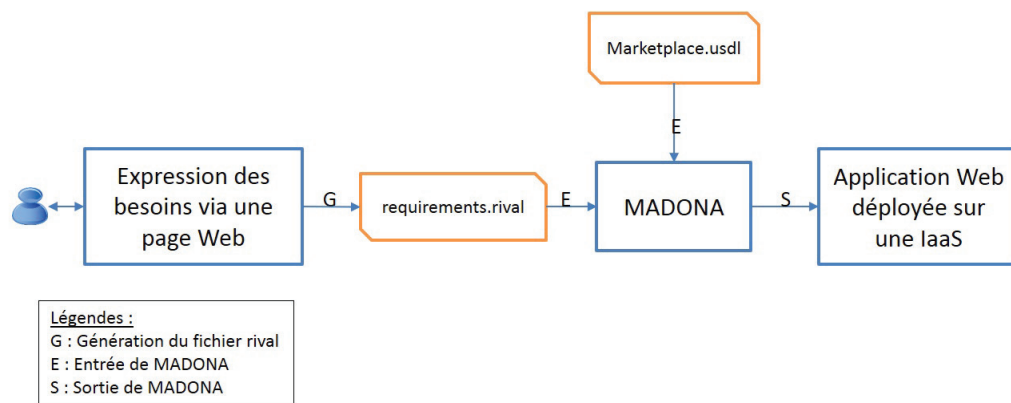 Marketplace.usdl
E
Expression des
besoins via une
page Web
G
requirements.rival
E
MADONA
S
Application Web
déployée sur
une IaaS
Légendes :
G : Génération du fichier rival
E : Entrée de MADONA
S : Sortie de MADONA